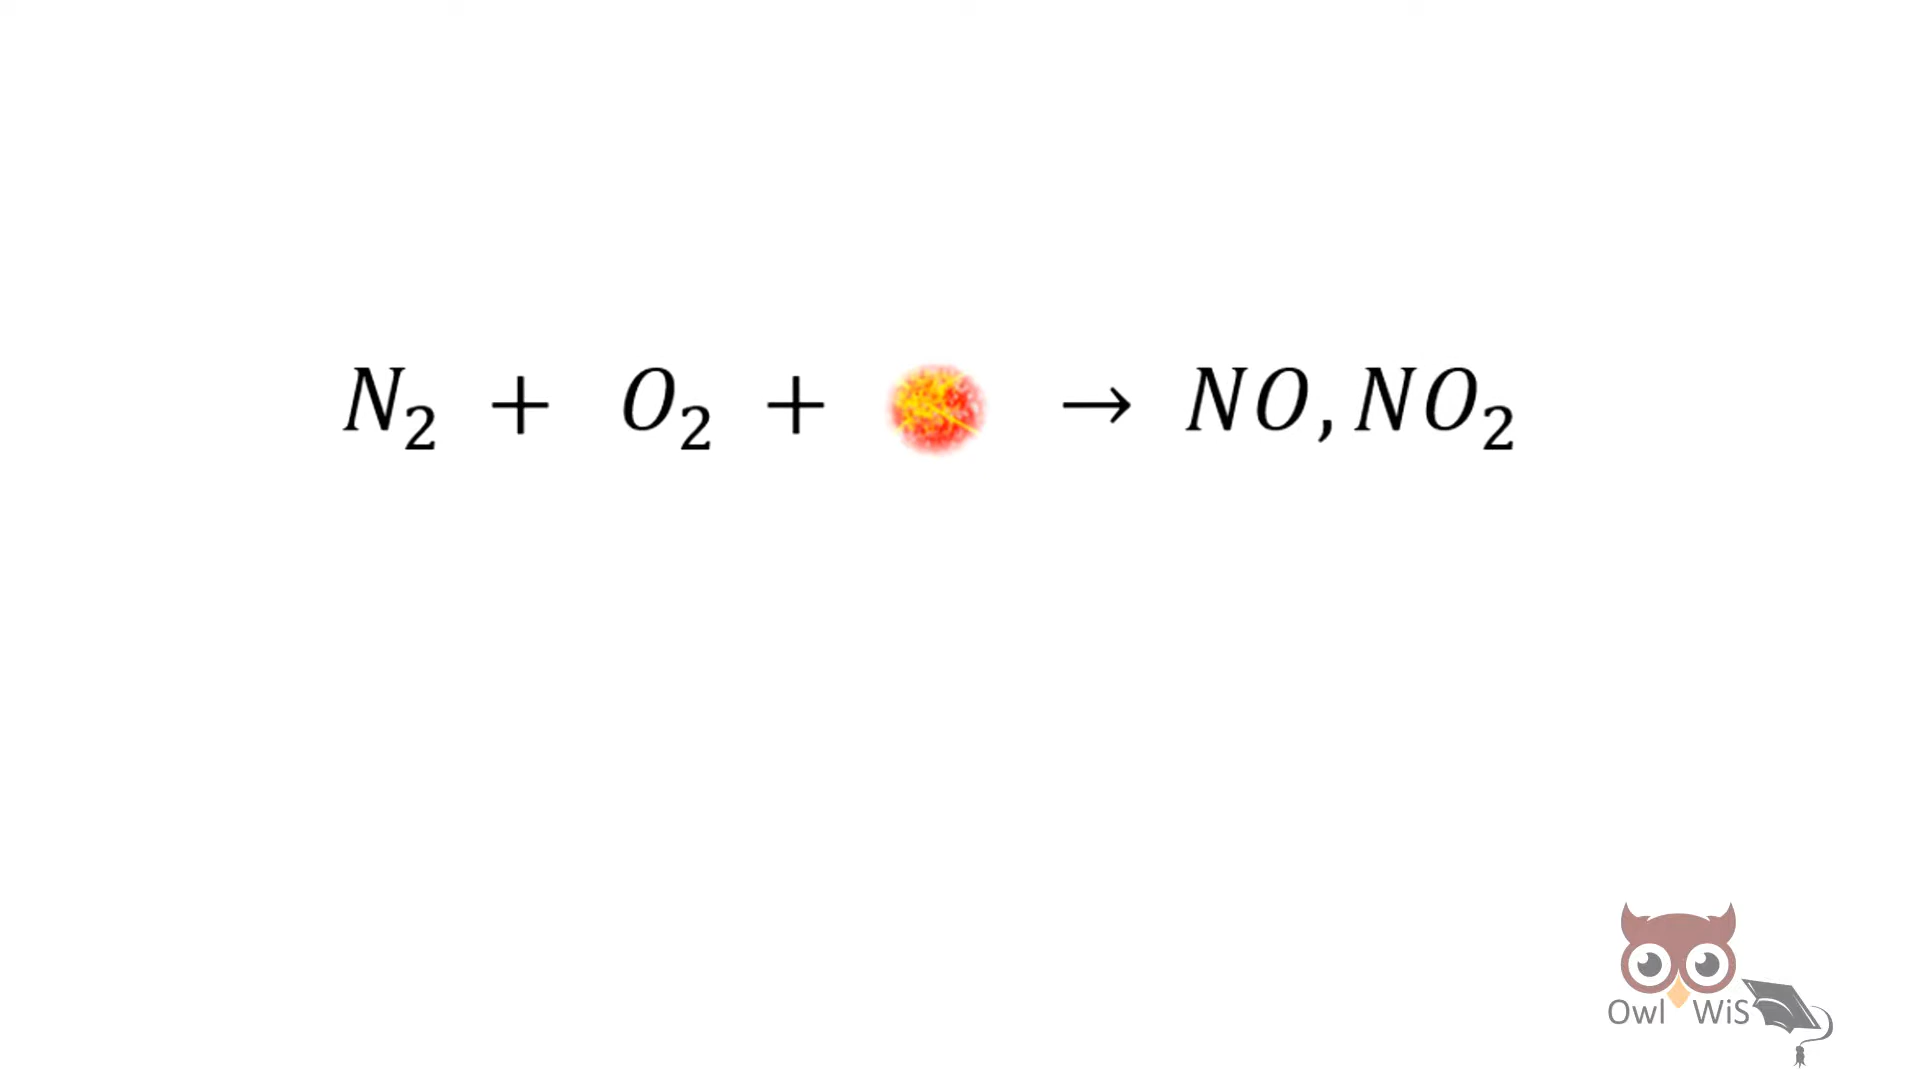 N₂ + O₂ + → NO, NO₂
Owl WiS